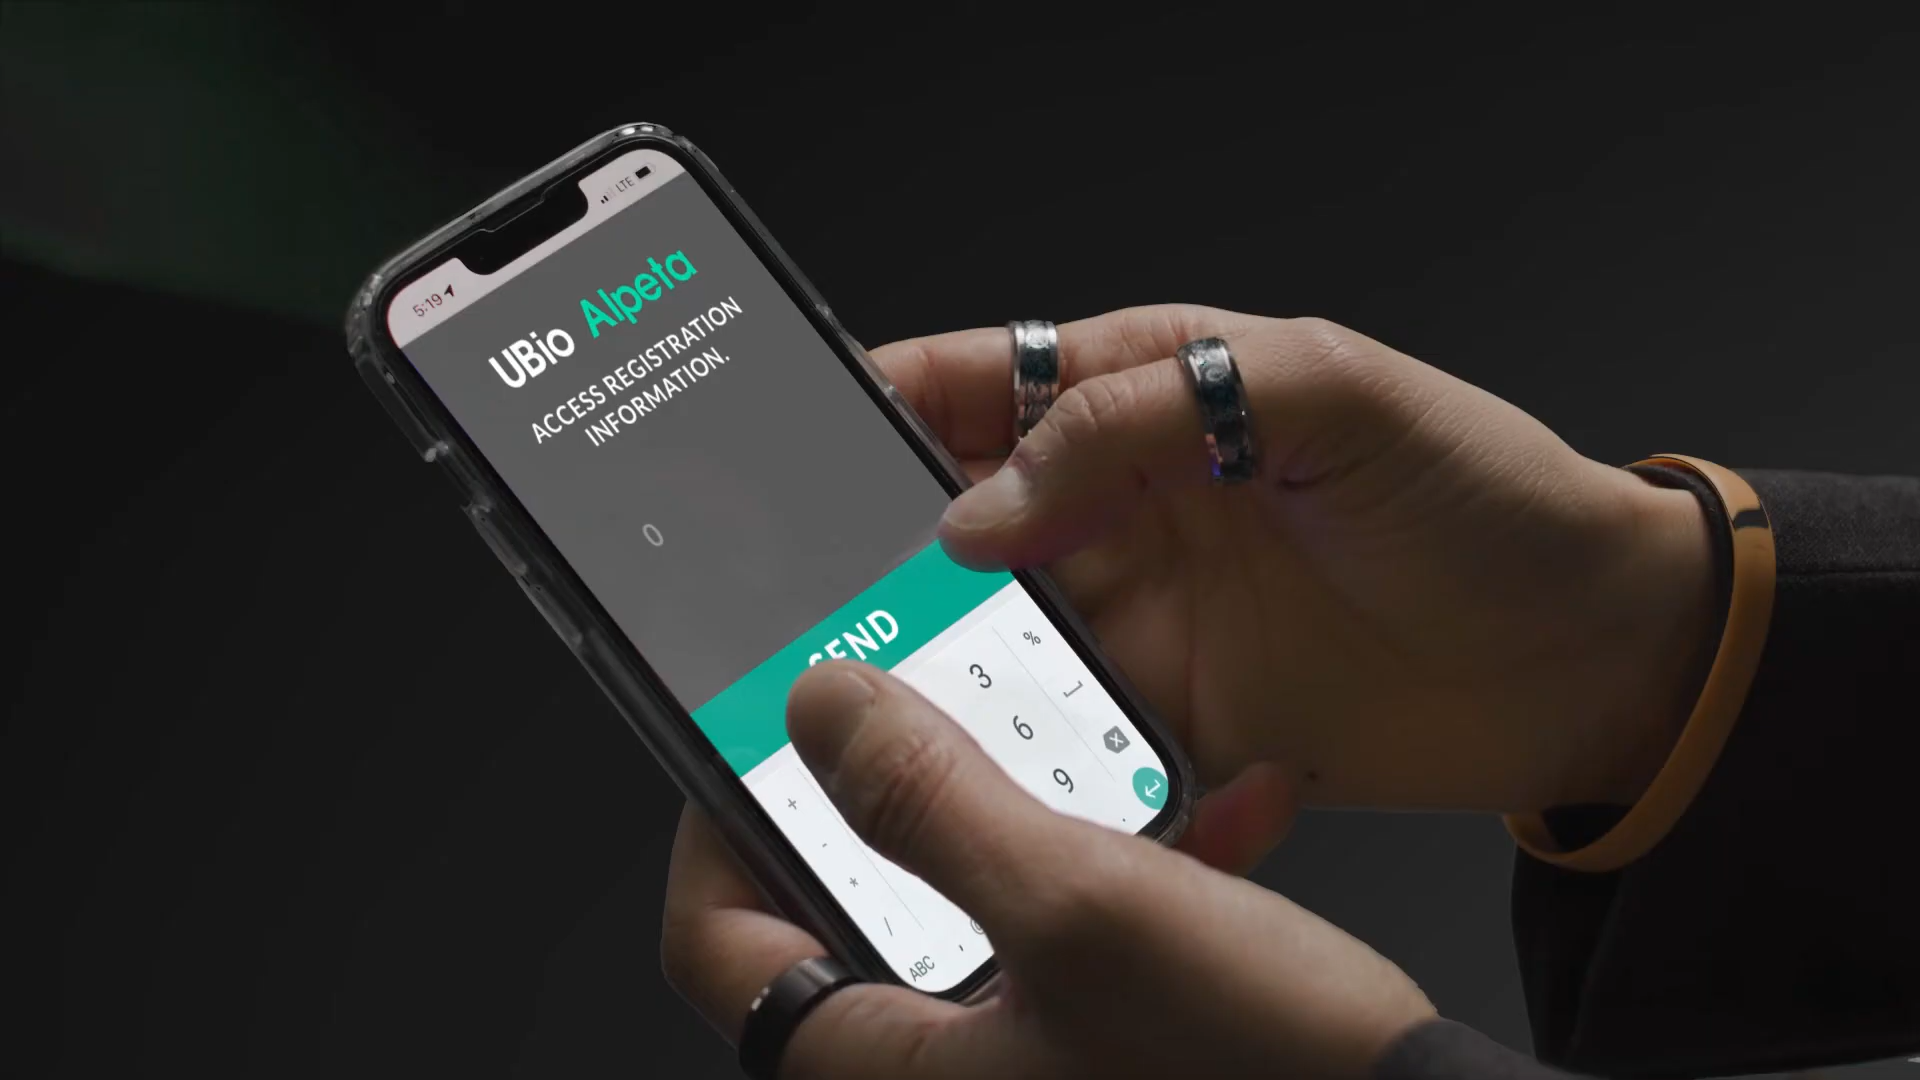 5:19
LTE
UBio Alpeta
ACCESS REGISTRATION
INFORMATION.
0
SEND
3
%
6
9
+
-
*
/
,
.
ABC